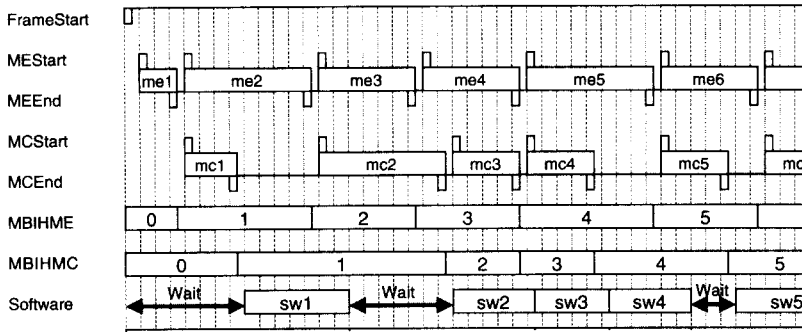 FrameStart
MEStart
me1 me2 me3 me4 me5 me6
MEEnd
MCStart
mc1 mc2 mc3 mc4 mc5 mc
MCEnd
MBIHME 0 1 2 3 4 5
MBIHMC 0 1 2 3 4 5
Software Wait sw1 Wait sw2 sw3 sw4 Wait sw5